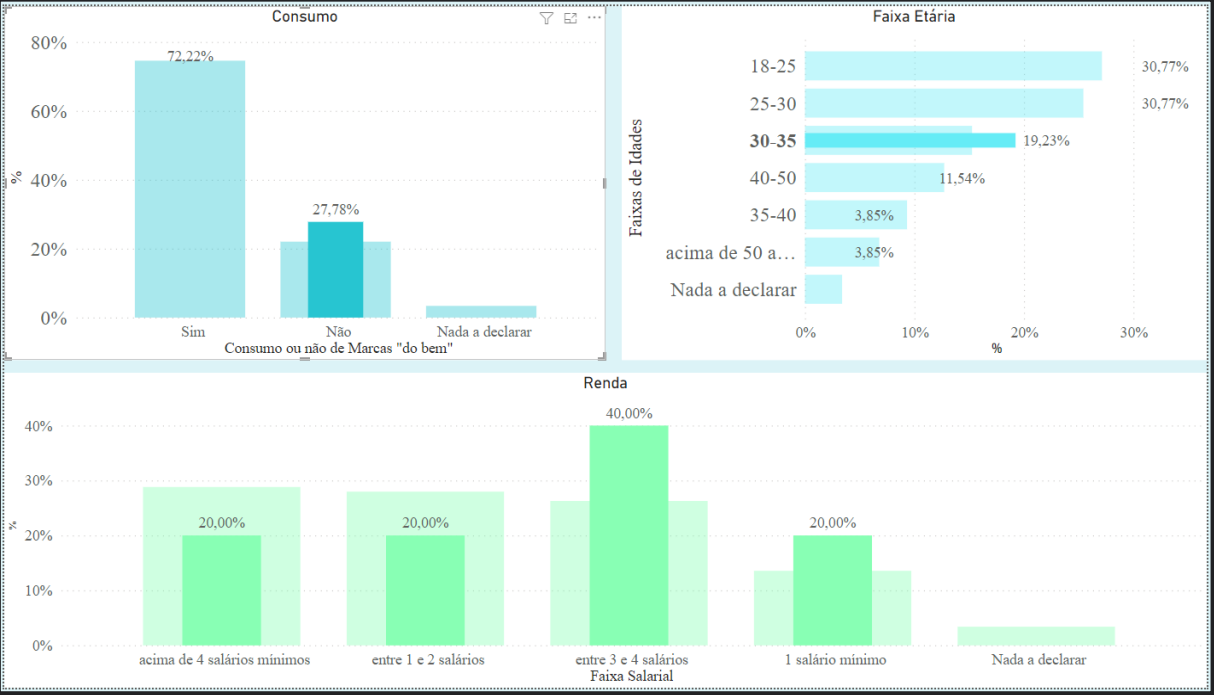 Consumo
80%
60%
40%
20%
0%
%
72,22%
27,78%
Sim
Não
Nada a declarar
Consumo ou não de Marcas "do bem"
Faixa Etária
Faixas de Idades
18-25
30,77%
25-30
30,77%
30-35
19,23%
40-50
11,54%
35-40
3,85%
acima de 50 a...
3,85%
Nada a declarar
0%
10%
20%
30%
%
Renda
40%
30%
20%
10%
0%
%
20,00%
20,00%
40,00%
20,00%
acima de 4 salários mínimos
entre 1 e 2 salários
entre 3 e 4 salários
1 salário mínimo
Nada a declarar
Faixa Salarial